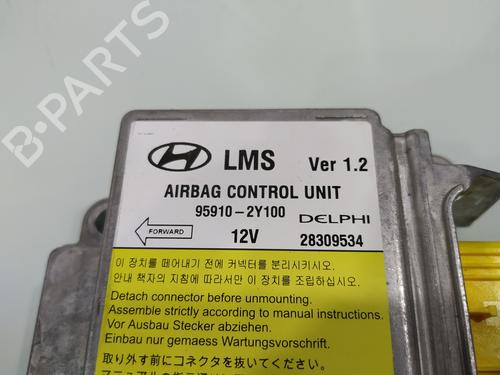 LMS Ver 1.2
AIRBAG CONTROL UNIT
95910-2Y100 DELPHI
FORWARD 12V 28309534
이 장치를 떼어내기 전에 커넥터를 분리시키시오.
안내 책자의 지침에 따라서만 이 장치를 조립하십시오.
Detach connector before unmounting.
Assemble strictly according to manual instructions.
Vor Ausbau Stecker abziehen.
Einbau nur gemaess Wartungsvorschrift.
取り外す前にコネクタを抜いてください。
B-PARTS